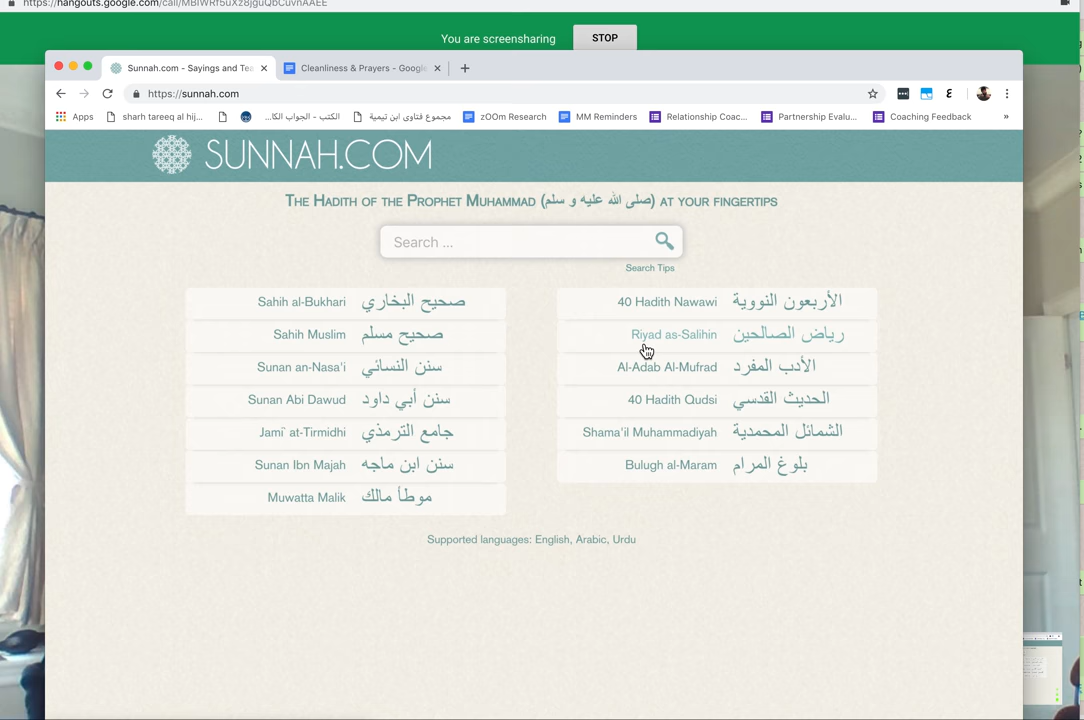 https://hangouts.google.com/call/
You are screensharing STOP
Sunnah.com - Sayings and Tea
Cleanliness & Prayers - Google
https://sunnah.com
Apps
sharh tareeq al hij...
الكتب - الجواب الكا...
مجموع فتاوى ابن تيمية
zOOm Research
MM Reminders
Relationship Coac...
Partnership Evalu...
Coaching Feedback
»
SUNNAH.COM
The Hadith of the Prophet Muhammad (صلى الله عليه و سلم) at your fingertips
Search ...
Search Tips
Sahih al-Bukhari صحيح البخاري
Sahih Muslim صحيح مسلم
Sunan an-Nasa'i سنن النسائي
Sunan Abi Dawud سنن أبي داود
Jami` at-Tirmidhi جامع الترمذي
Sunan Ibn Majah سنن ابن ماجه
Muwatta Malik موطأ مالك
40 Hadith Nawawi الأربعون النووية
Riyad as-Salihin رياض الصالحين
Al-Adab Al-Mufrad الأدب المفرد
40 Hadith Qudsi الحديث القدسي
Shama'il Muhammadiyah الشمائل المحمدية
Bulugh al-Maram بلوغ المرام
Supported languages: English, Arabic, Urdu